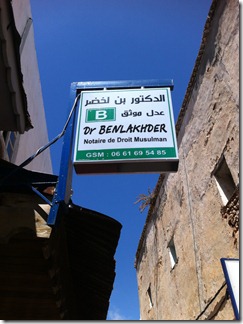 الدكتور بن لخضر
عدل موثق
B
Dr BENLAKHDER
Notaire de Droit Musulman
GSM : 06 61 69 54 85